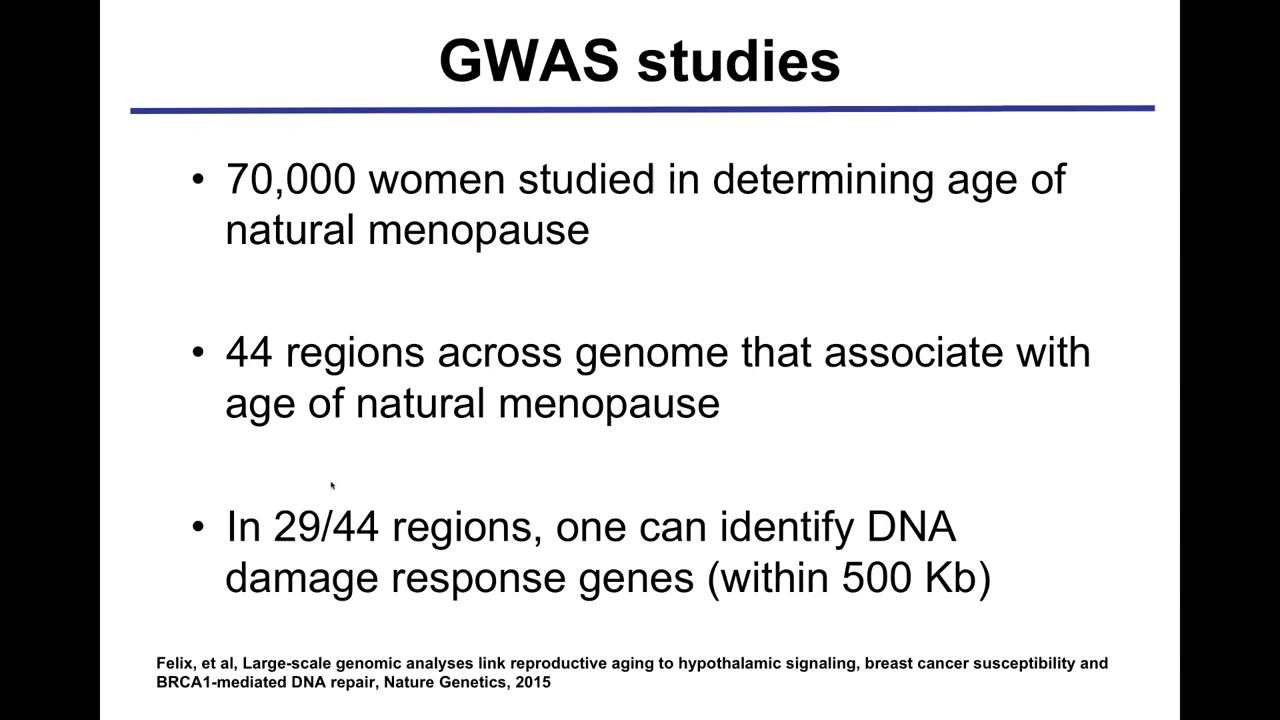 GWAS studies
• 70,000 women studied in determining age of
natural menopause
• 44 regions across genome that associate with
age of natural menopause
• In 29/44 regions, one can identify DNA
damage response genes (within 500 Kb)
Felix, et al, Large-scale genomic analyses link reproductive aging to hypothalamic signaling, breast cancer susceptibility and
BRCA1-mediated DNA repair, Nature Genetics, 2015